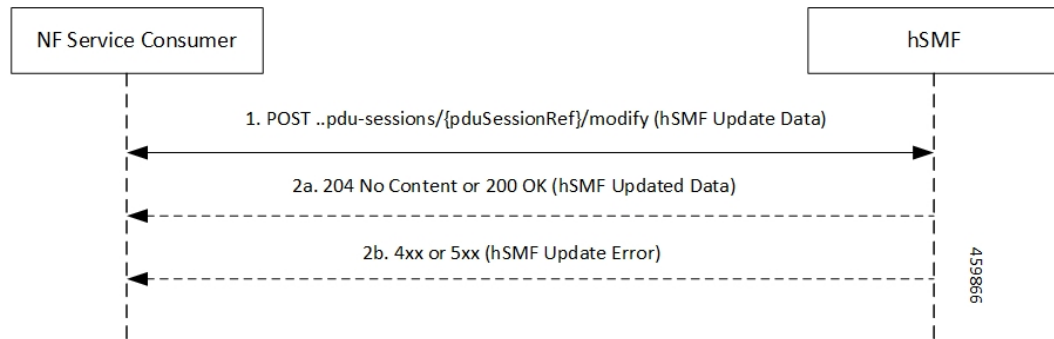 NF Service Consumer
hSMF
1. POST ..pdu-sessions/{pduSessionRef}/modify (hSMF Update Data)
2a. 204 No Content or 200 OK (hSMF Updated Data)
2b. 4xx or 5xx (hSMF Update Error)
459866